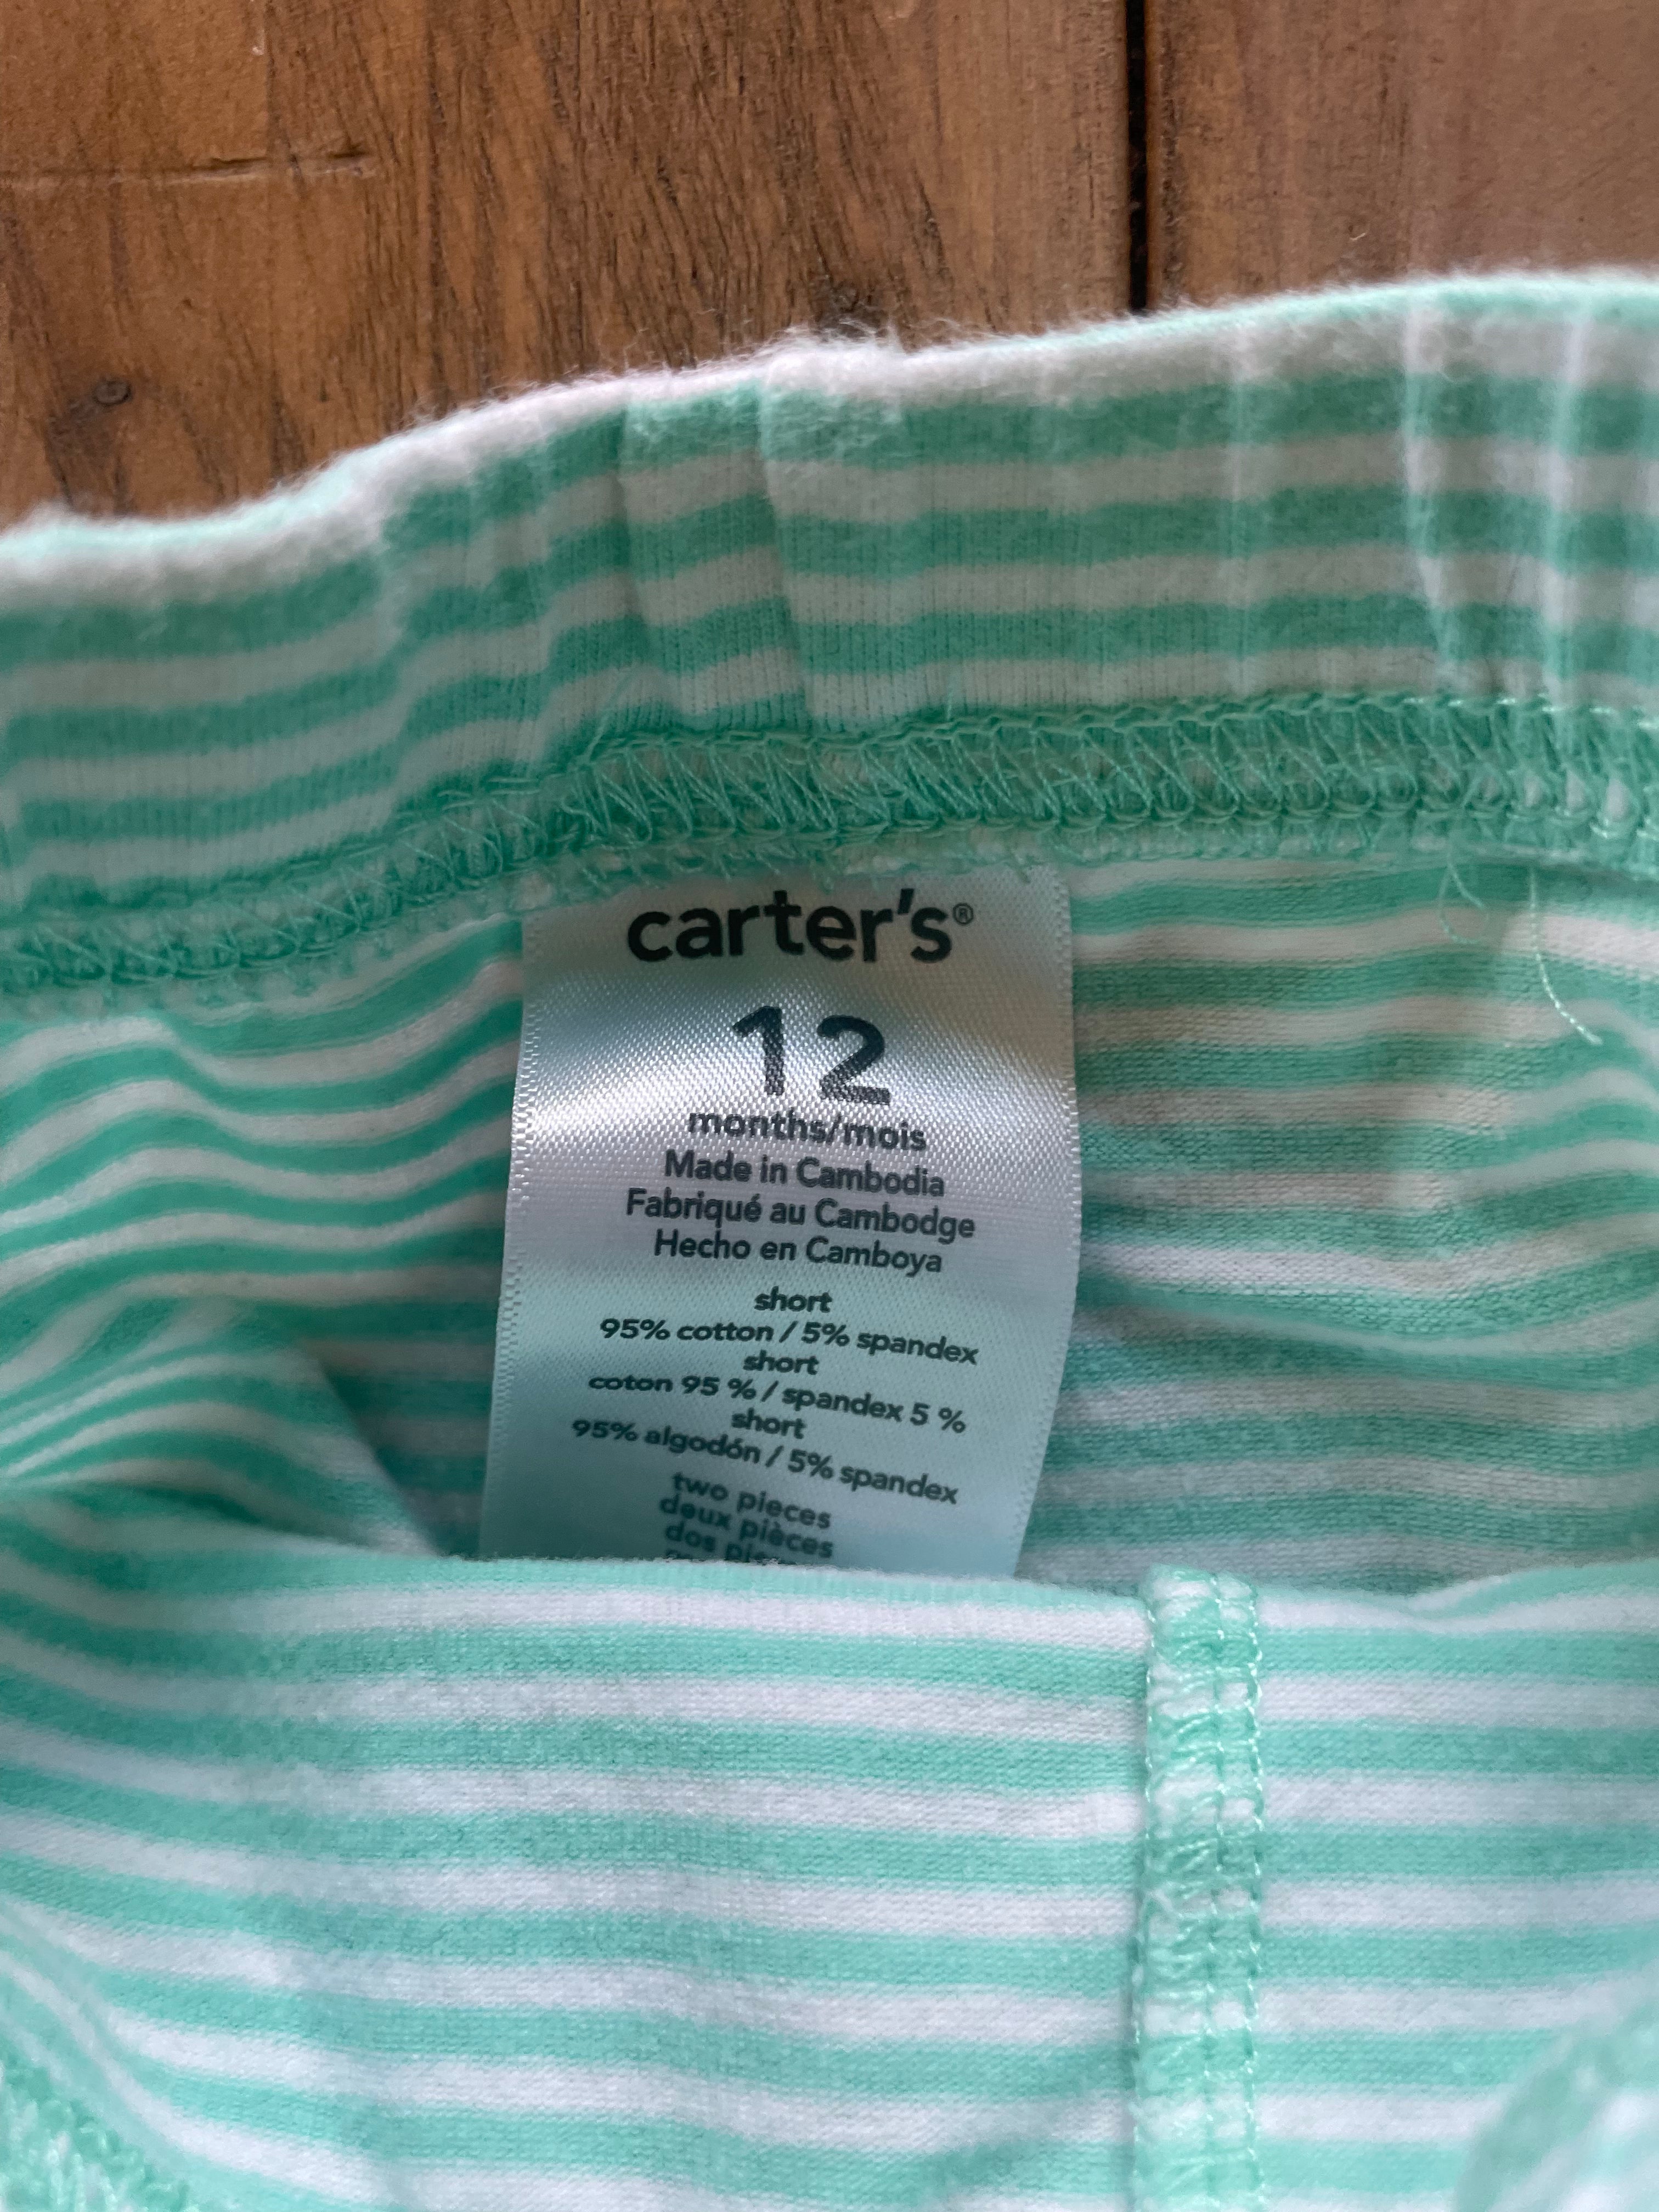 carter's®
12
months/mois
Made in Cambodia
Fabriqué au Cambodge
Hecho en Camboya
short
95% cotton / 5% spandex
short
coton 95 % / spandex 5 %
short
95% algodón / 5% spandex
two pieces
deux pièces
dos